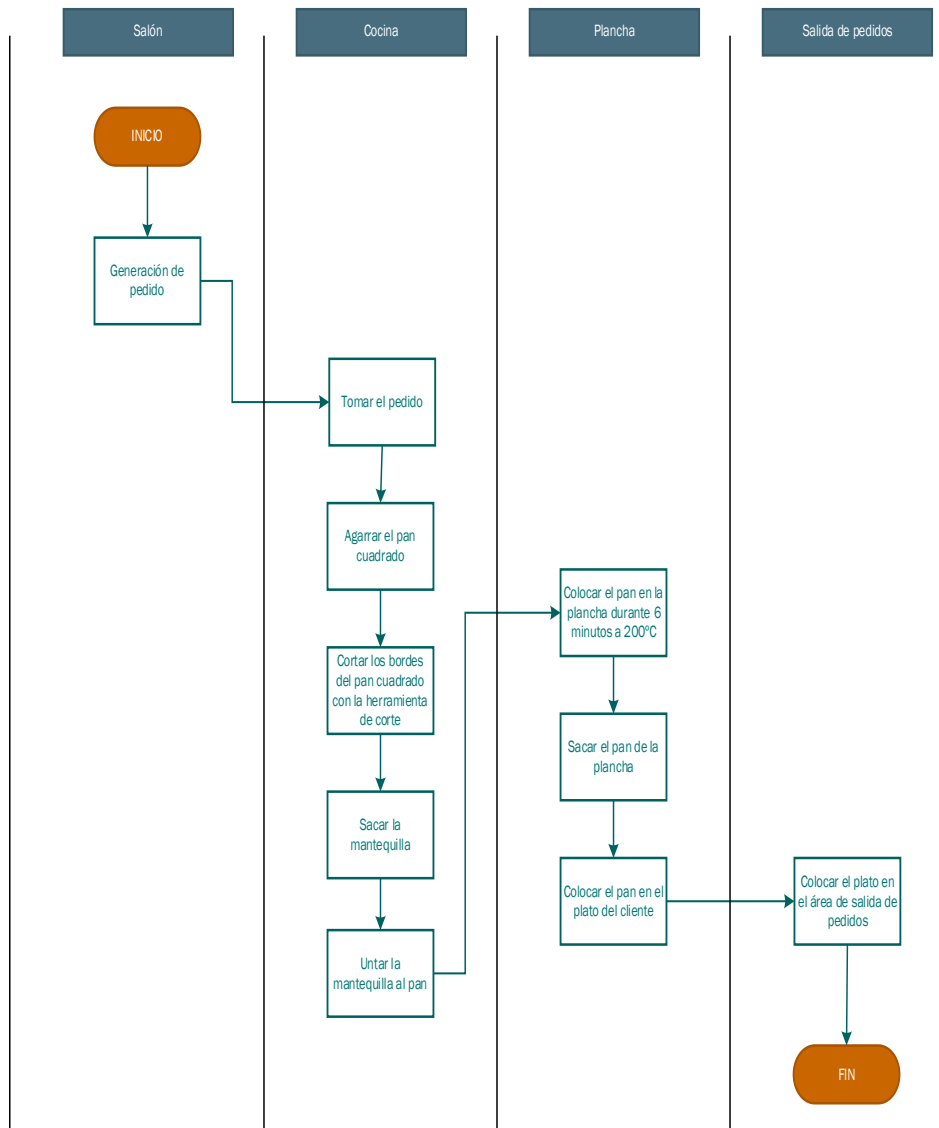 Salón
Cocina
Plancha
Salida de pedidos
INICIO
Generación de
pedido
Tomar el pedido
Agarrar el pan
cuadrado
Cortar los bordes
del pan cuadrado
con la herramienta
de corte
Sacar la
mantequilla
Untar la
mantequilla al pan
Colocar el pan en la
plancha durante 6
minutos a 200°C
Sacar el pan de la
plancha
Colocar el pan en el
plato del cliente
Colocar el plato en
el área de salida de
pedidos
FIN